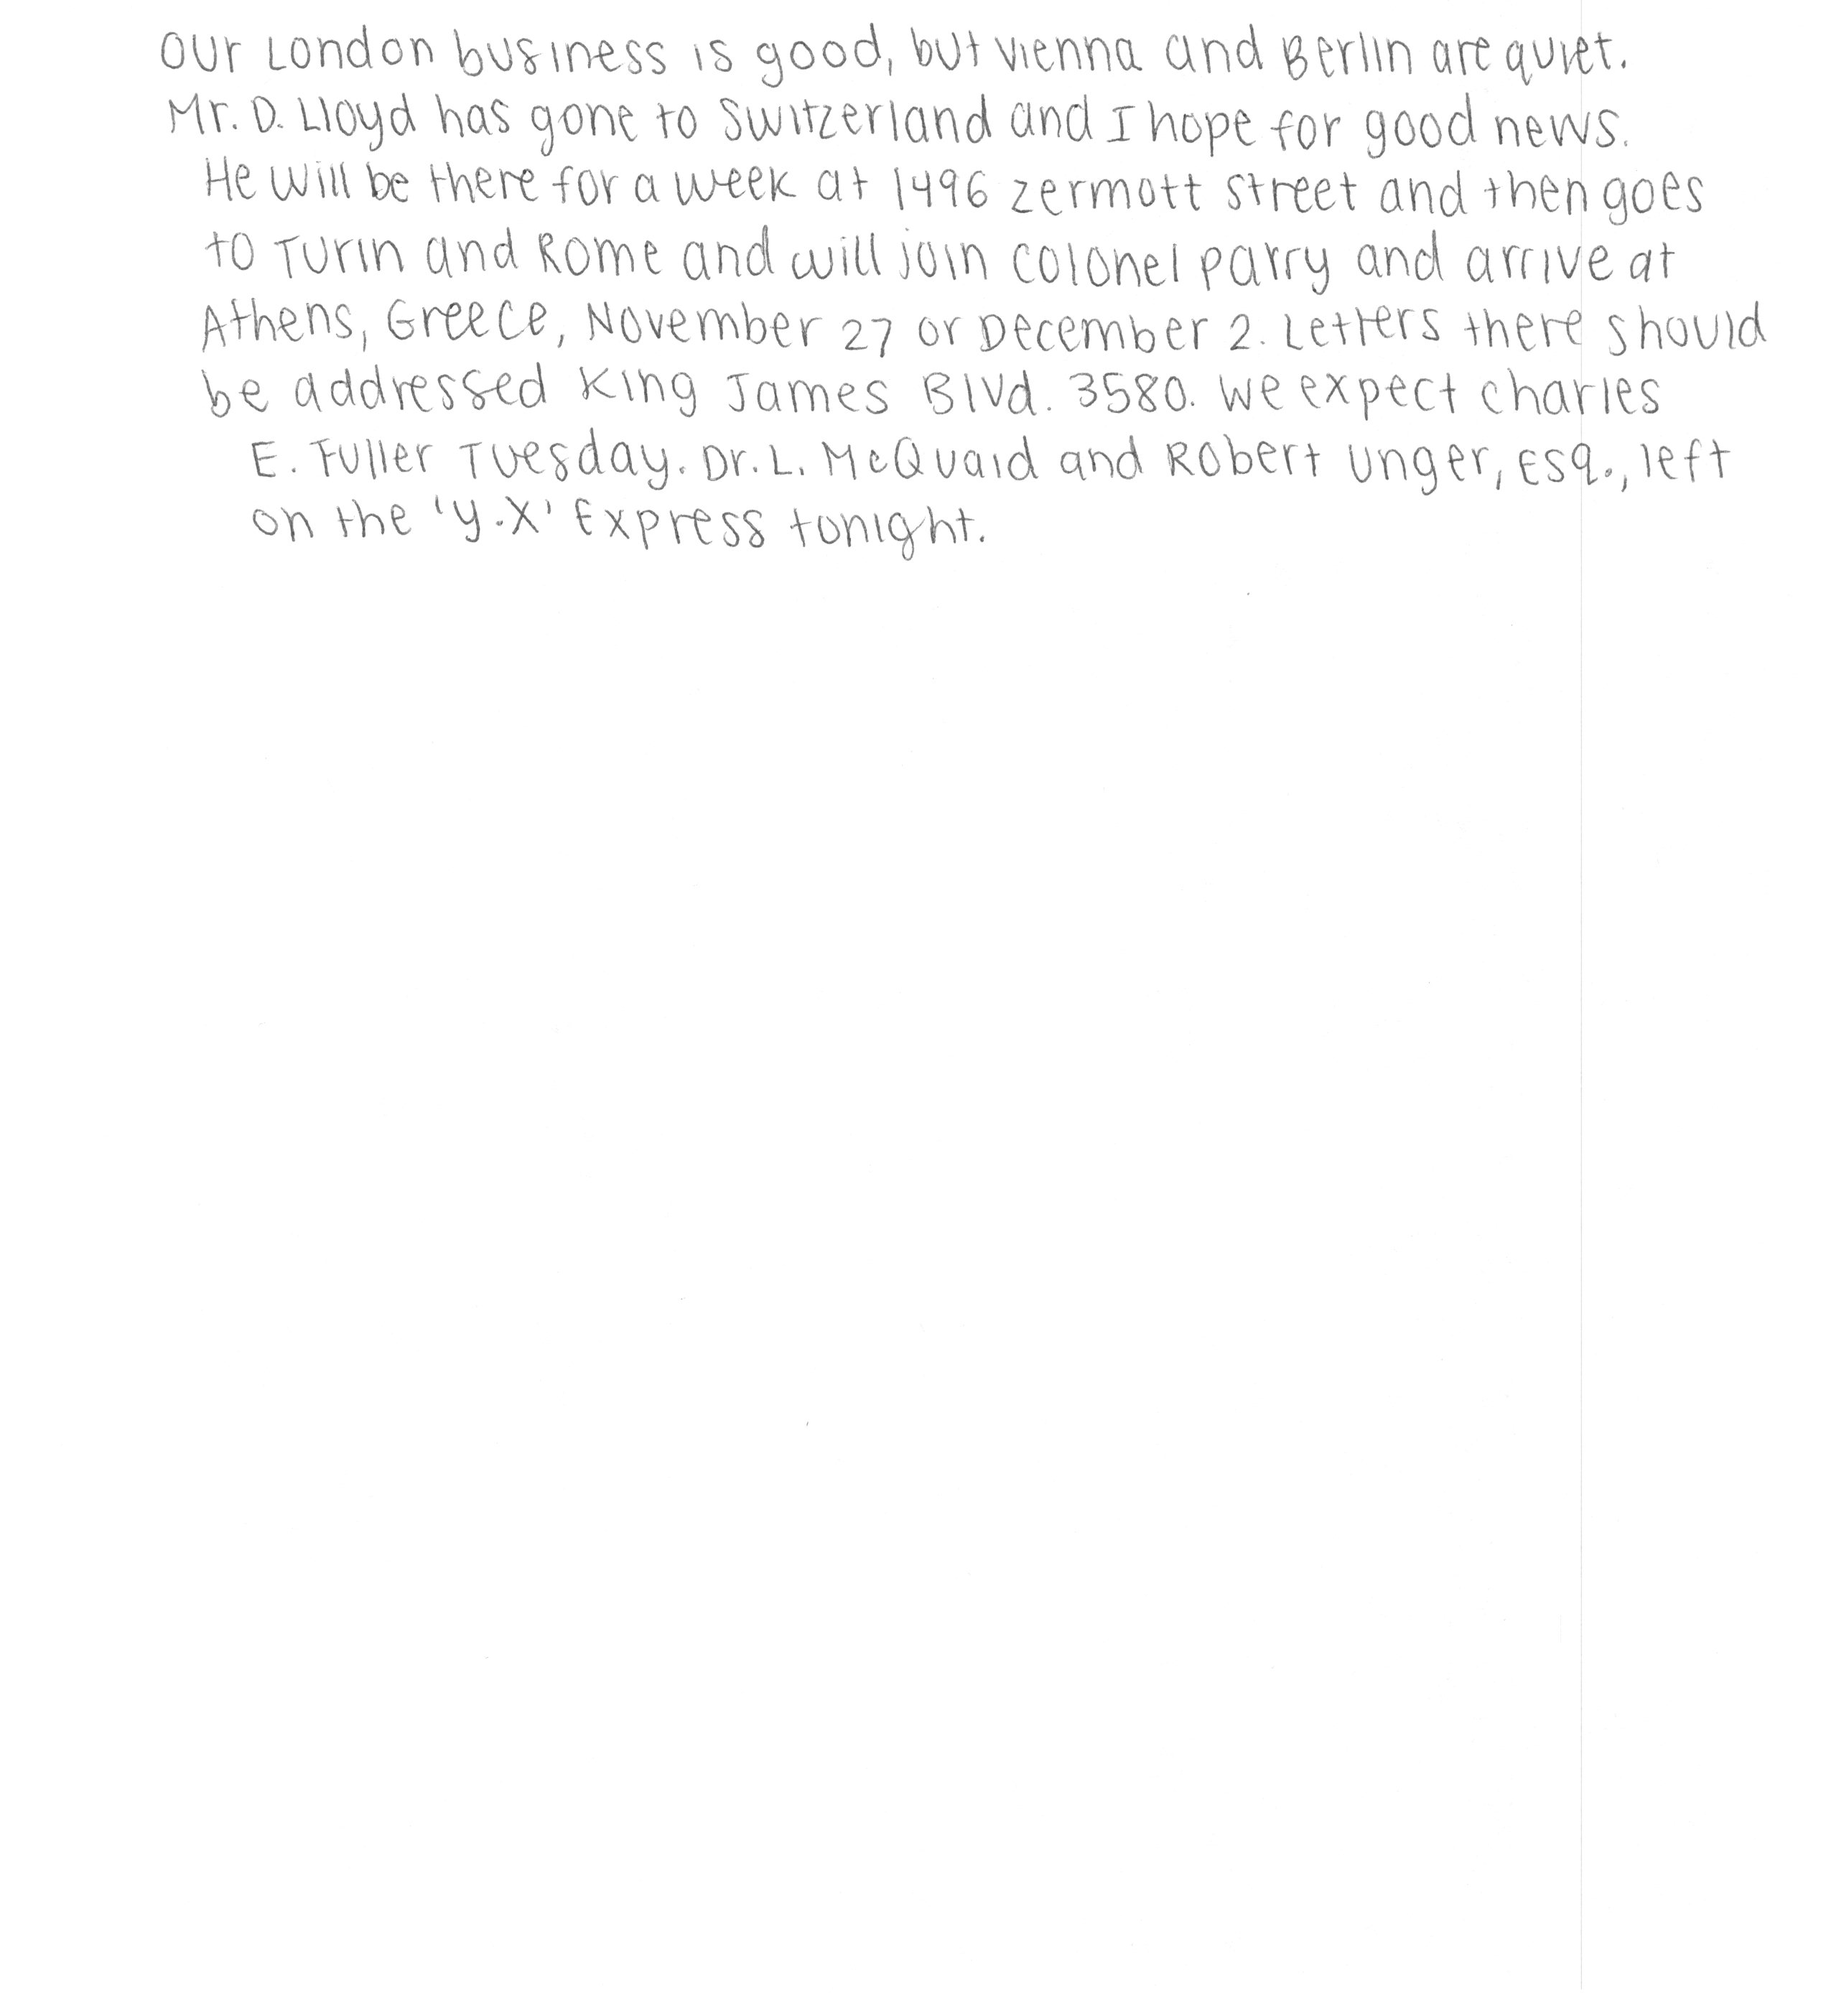 Our London business is good, but vienna and Berlin are quiet.
Mr. D. Lloyd has gone to Switzerland and I hope for good news.
He will be there for a week at 1496 zermott street and then goes
to Turin and Rome and will join colonel parry and arrive at
Athens, Greece, November 27 or December 2. Letters there should
be addressed King James Blvd. 3580. we expect charles
E. Fuller Tuesday. Dr. L. McQuaid and Robert Unger, Esq., left
on the 'Y.X' Express tonight.